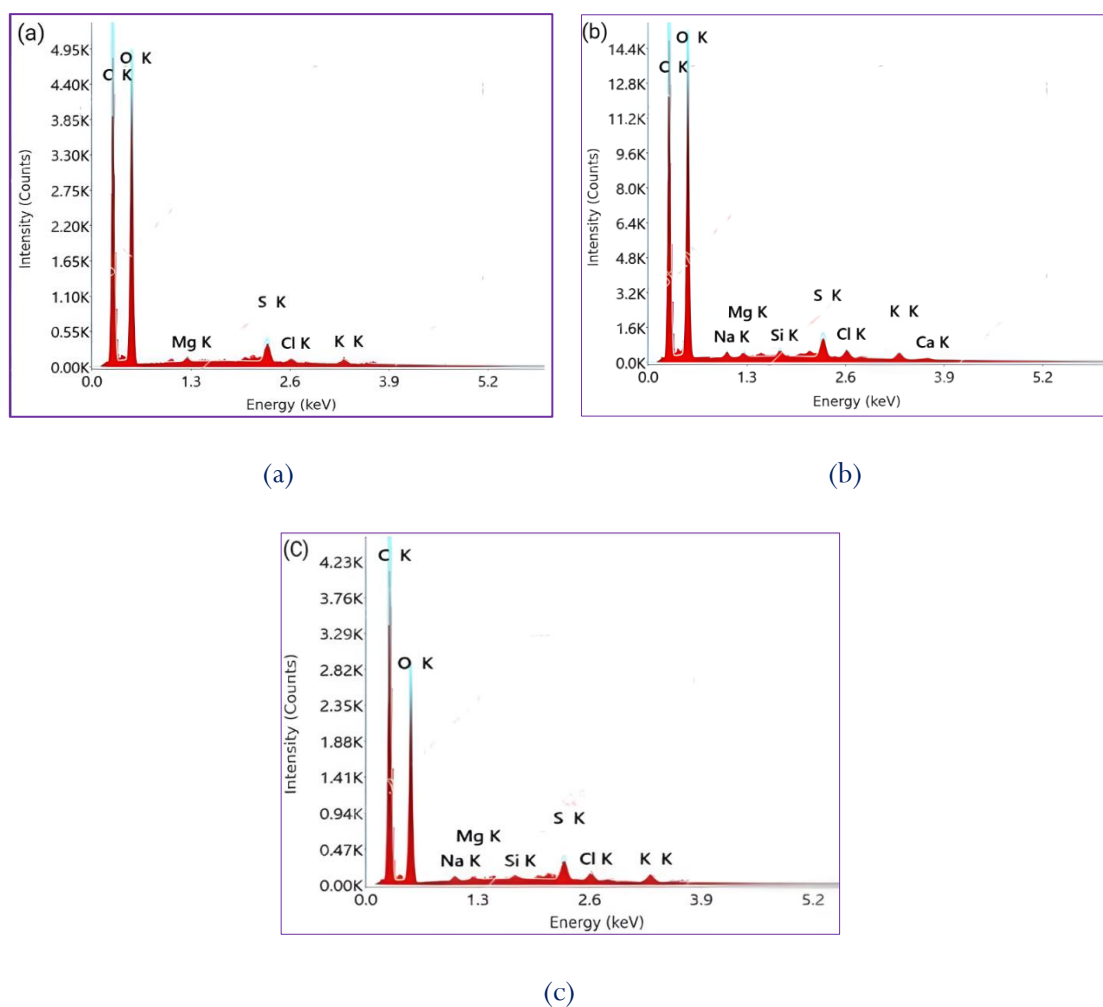 (a)
4.95K
O K
C K
4.40K
3.85K
3.30K
2.75K
2.20K
1.65K
1.10K
S K
0.55K
Mg K
Cl K
K K
0.00K
0.0
1.3
2.6
3.9
5.2
Intensity (Counts)
Energy (keV)
(a)
(b)
14.4K
O K
C K
12.8K
11.2K
9.6K
8.0K
6.4K
4.8K
3.2K
S K
Mg K
K K
1.6K
Na K
Si K
Cl K
Ca K
0.0K
0.0
1.3
2.6
3.9
5.2
Intensity (Counts)
Energy (keV)
(b)
(C)
4.23K
C K
3.76K
3.29K
2.82K
O K
2.35K
1.88K
1.41K
0.94K
S K
Mg K
0.47K
Na K
Si K
Cl K
K K
0.00K
0.0
1.3
2.6
3.9
5.2
Intensity (Counts)
Energy (keV)
(c)